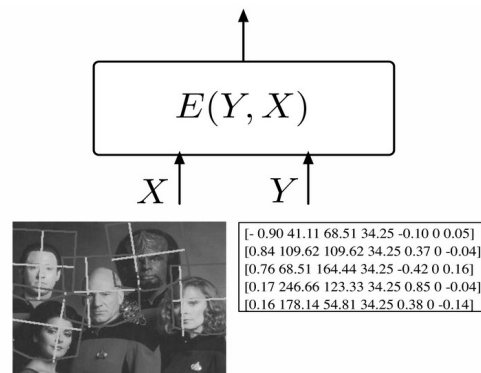 E(Y, X)
X Y
[- 0.90 41.11 68.51 34.25 -0.10 0 0.05]
[0.84 109.62 109.62 34.25 0.37 0 -0.04]
[0.76 68.51 164.44 34.25 -0.42 0 0.16]
[0.17 246.66 123.33 34.25 0.85 0 -0.04]
[0.16 178.14 54.81 34.25 0.38 0 -0.14]